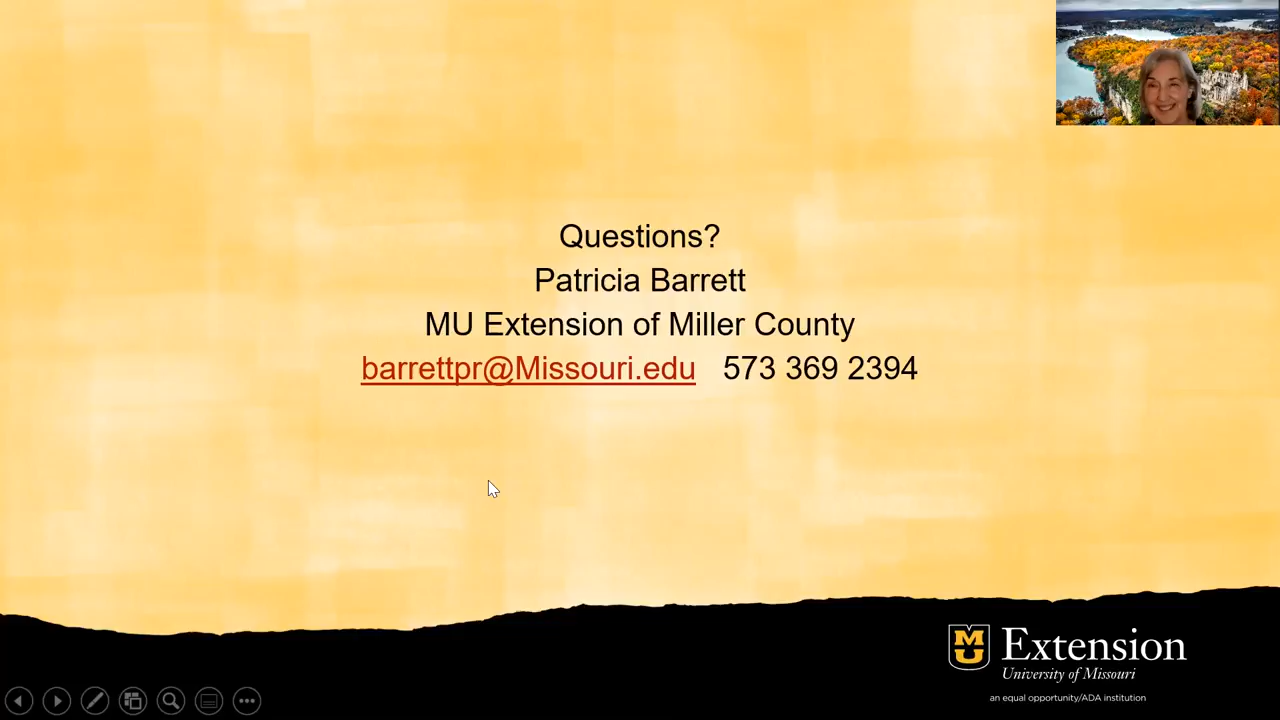 Questions?
Patricia Barrett
MU Extension of Miller County
barrettpr@Missouri.edu 573 369 2394
MU Extension
University of Missouri
an equal opportunity/ADA institution